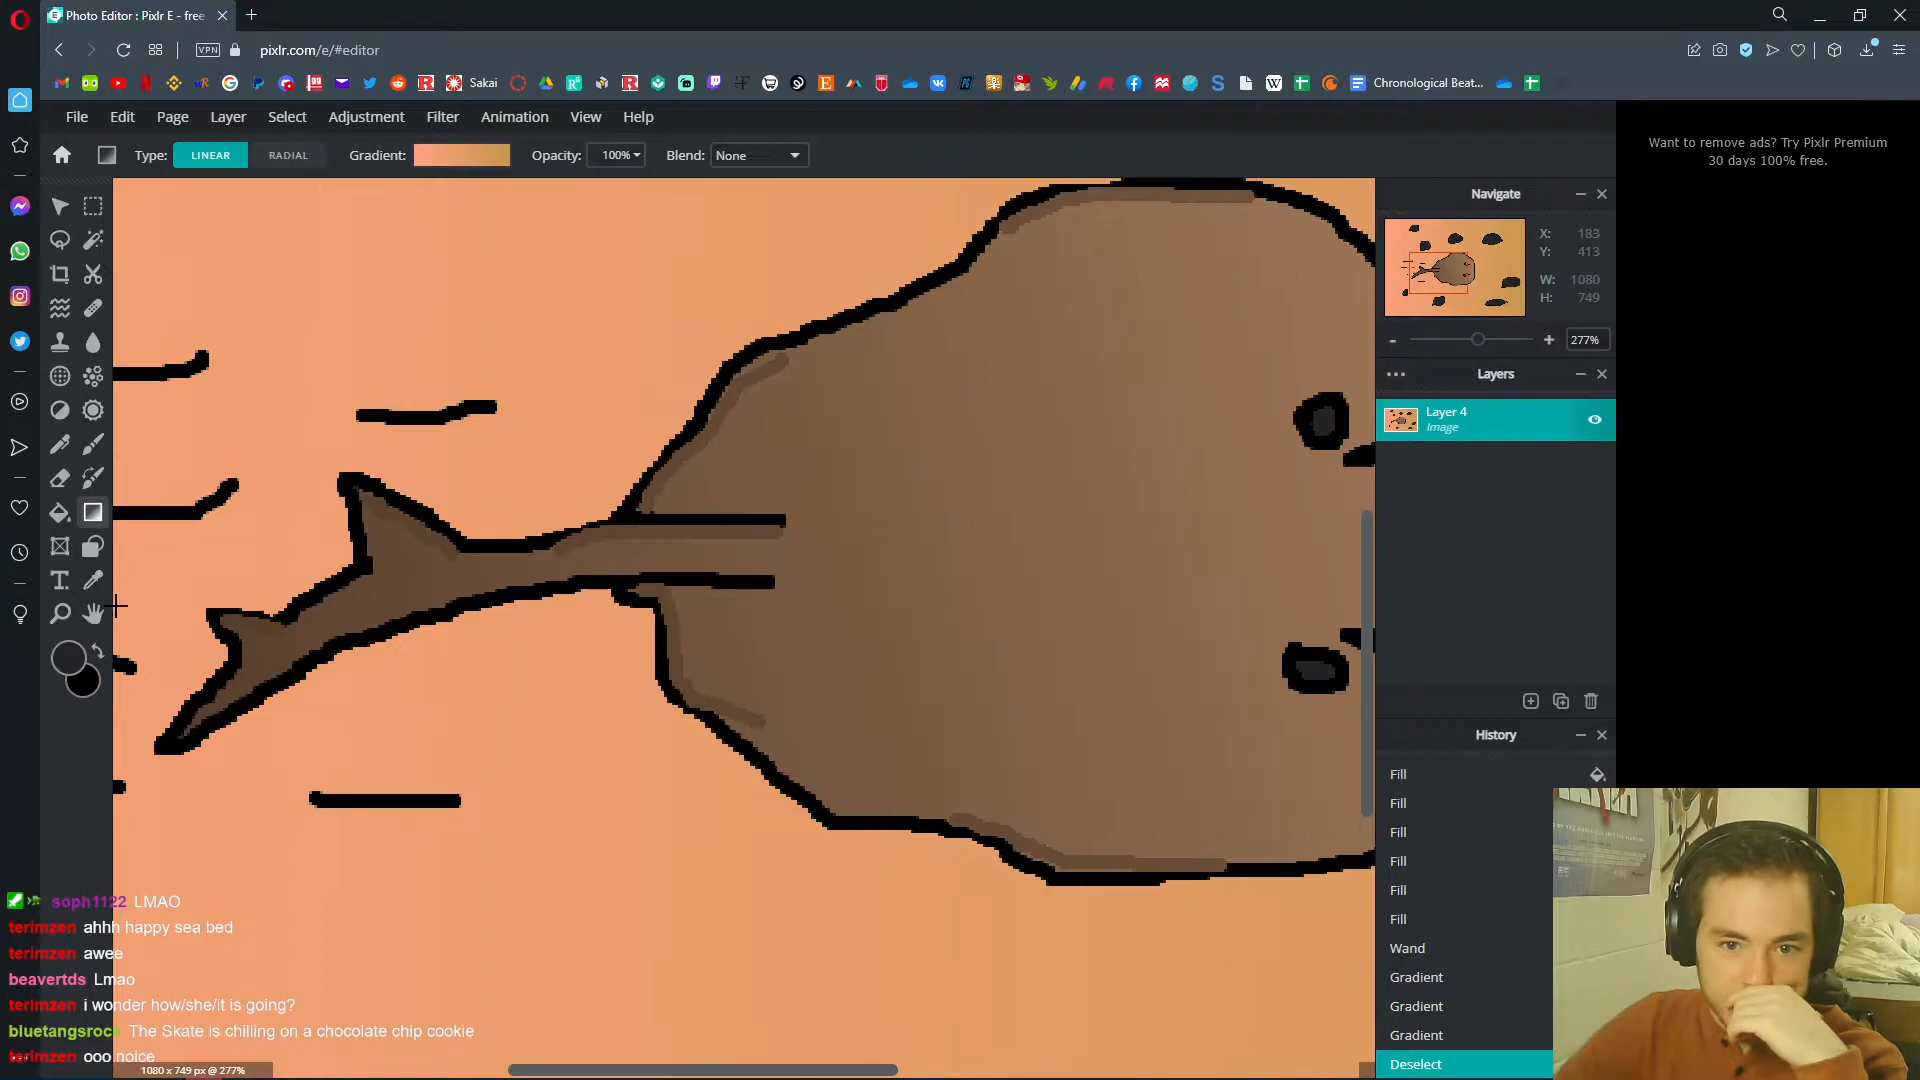 Photo Editor : Pixlr E - free
VPN
pixlr.com/e/#editor
Sakai
Chronological Beat...
File Edit Page Layer Select Adjustment Filter Animation View Help
Type: LINEAR RADIAL Gradient: Opacity: 100% Blend: None
Want to remove ads? Try Pixlr Premium
30 days 100% free.
Navigate
X: 183
Y: 413
W: 1080
H: 749
- + 277%
Layers
Layer 4
Image
History
Fill
Fill
Fill
Fill
Fill
Fill
Wand
Gradient
Gradient
Gradient
Deselect
soph1122 LMAO
terimzen ahhh happy sea bed
terimzen awee
beavertds Lmao
terimzen i wonder how/she/it is going?
bluetangsrock The Skate is chilling on a chocolate chip cookie
terimzen ooo noice
1080 x 749 px @ 277%